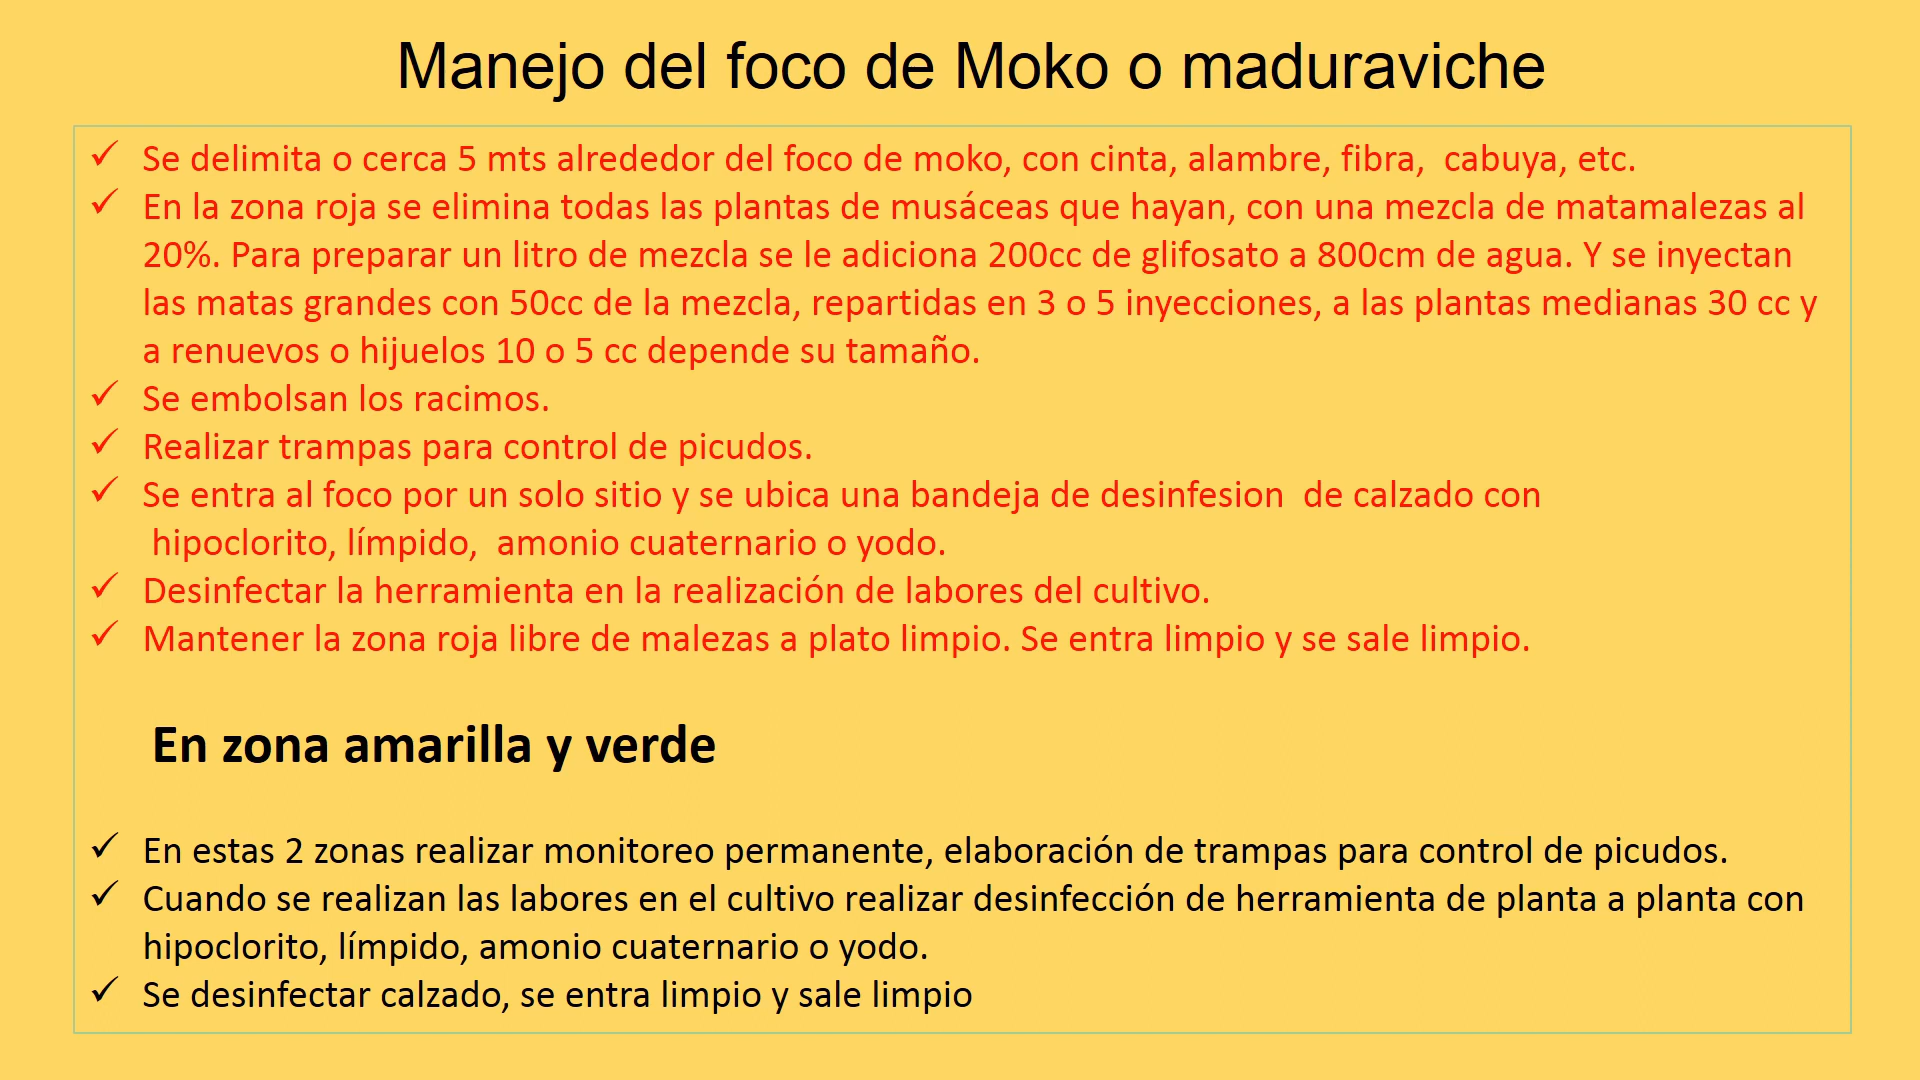 Manejo del foco de Moko o maduraviche
✓ Se delimita o cerca 5 mts alrededor del foco de moko, con cinta, alambre, fibra,  cabuya, etc.
✓ En la zona roja se elimina todas las plantas de musáceas que hayan, con una mezcla de matamalezas al
20%. Para preparar un litro de mezcla se le adiciona 200cc de glifosato a 800cm de agua. Y se inyectan
las matas grandes con 50cc de la mezcla, repartidas en 3 o 5 inyecciones, a las plantas medianas 30 cc y
a renuevos o hijuelos 10 o 5 cc depende su tamaño.
✓ Se embolsan los racimos.
✓ Realizar trampas para control de picudos.
✓ Se entra al foco por un solo sitio y se ubica una bandeja de desinfesion  de calzado con
hipoclorito, límpido,  amonio cuaternario o yodo.
✓ Desinfectar la herramienta en la realización de labores del cultivo.
✓ Mantener la zona roja libre de malezas a plato limpio. Se entra limpio y se sale limpio.
En zona amarilla y verde
✓ En estas 2 zonas realizar monitoreo permanente, elaboración de trampas para control de picudos.
✓ Cuando se realizan las labores en el cultivo realizar desinfección de herramienta de planta a planta con
hipoclorito, límpido, amonio cuaternario o yodo.
✓ Se desinfectar calzado, se entra limpio y sale limpio